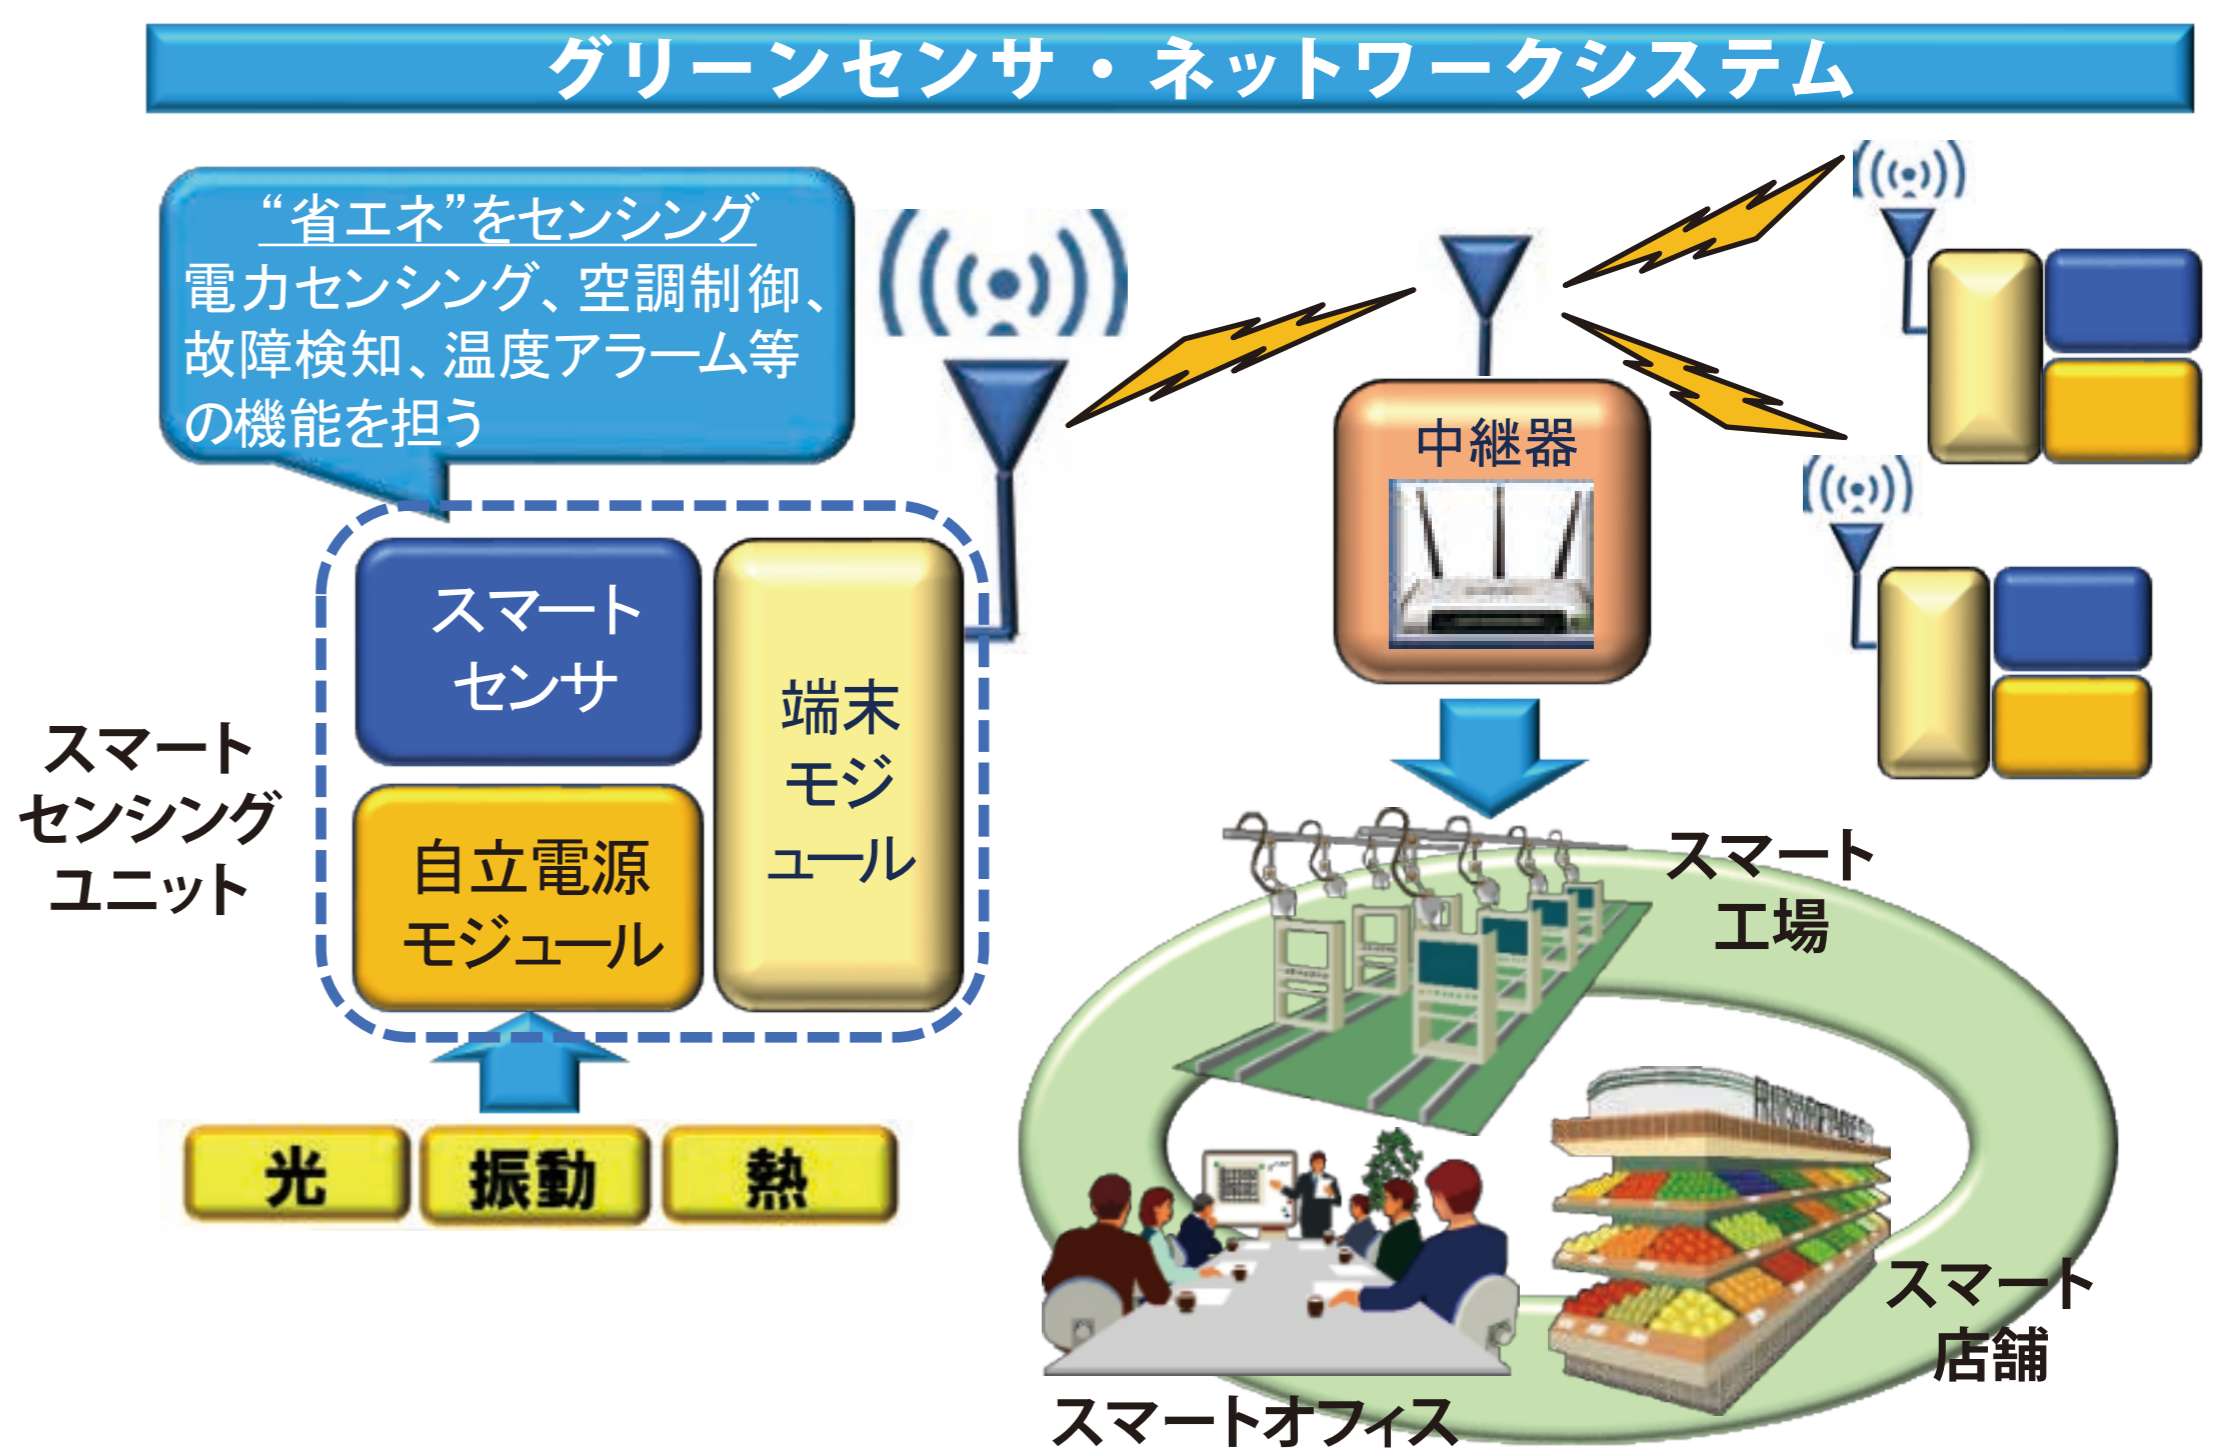 グリーンセンサ・ネットワークシステム
“省エネ”をセンシング
電力センシング、空調制御、
故障検知、温度アラーム等
の機能を担う
スマート
センサ
自立電源
モジュール
端末
モジ
ュール
スマート
センシング
ユニット
光
振動
熱
中継器
スマート
工場
スマート
店舗
スマートオフィス